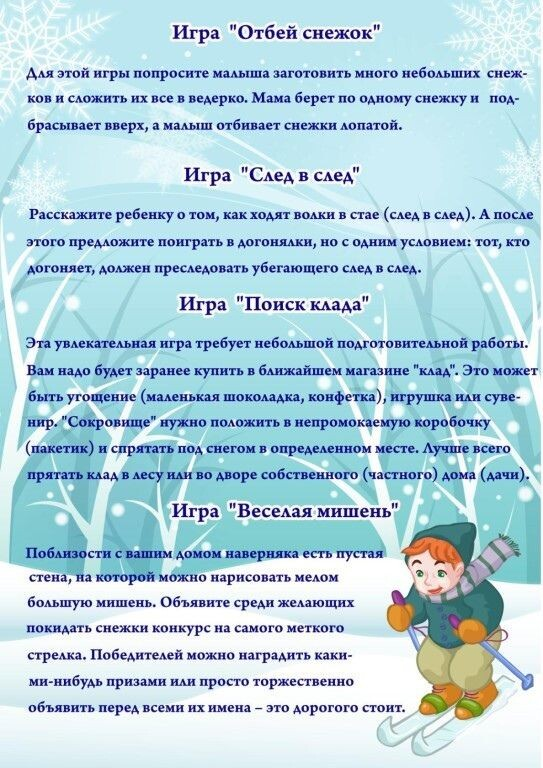 Игра "Отбей снежок"
Для этой игры попросите малыша заготовить много небольших снеж-
ков и сложить их все в ведерко. Мама берет по одному снежку и под-
брасывает вверх, а малыш отбивает снежки лопатой.
Игра "След в след"
Расскажите ребенку о том, как ходят волки в стае (след в след). А после
этого предложите поиграть в догонялки, но с одним условием: тот, кто
догоняет, должен преследовать убегающего след в след.
Игра "Поиск клада"
Эта увлекательная игра требует небольшой подготовительной работы.
Вам надо будет заранее купить в ближайшем магазине "клад". Это может
быть угощение (маленькая шоколадка, конфетка), игрушка или суве-
нир. "Сокровище" нужно положить в непромокаемую коробочку
(пакетик) и спрятать под снегом в определенном месте. Лучше всего
прятать клад в лесу или во дворе собственного (частного) дома (дачи).
Игра "Веселая мишень"
Поблизости с вашим домом наверняка есть пустая
стена, на которой можно нарисовать мелом
большую мишень. Объявите среди желающих
покидать снежки конкурс на самого меткого
стрелка. Победителей можно наградить каки-
ми-нибудь призами или просто торжественно
объявить перед всеми их имена – это дорогого стоит.